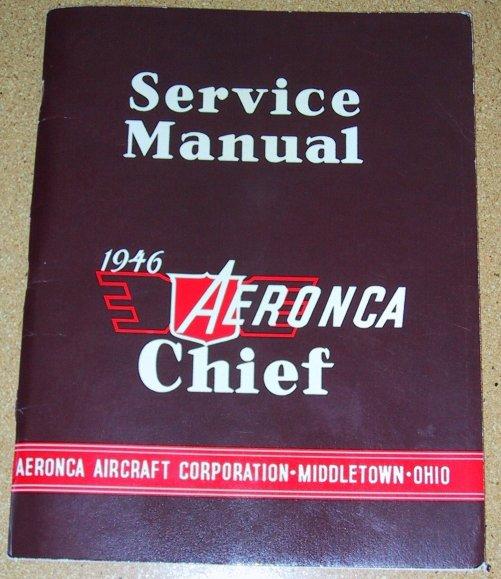 Service
Manual
1946
AERONCA
Chief
AERONCA AIRCRAFT CORPORATION•MIDDLETOWN•OHIO